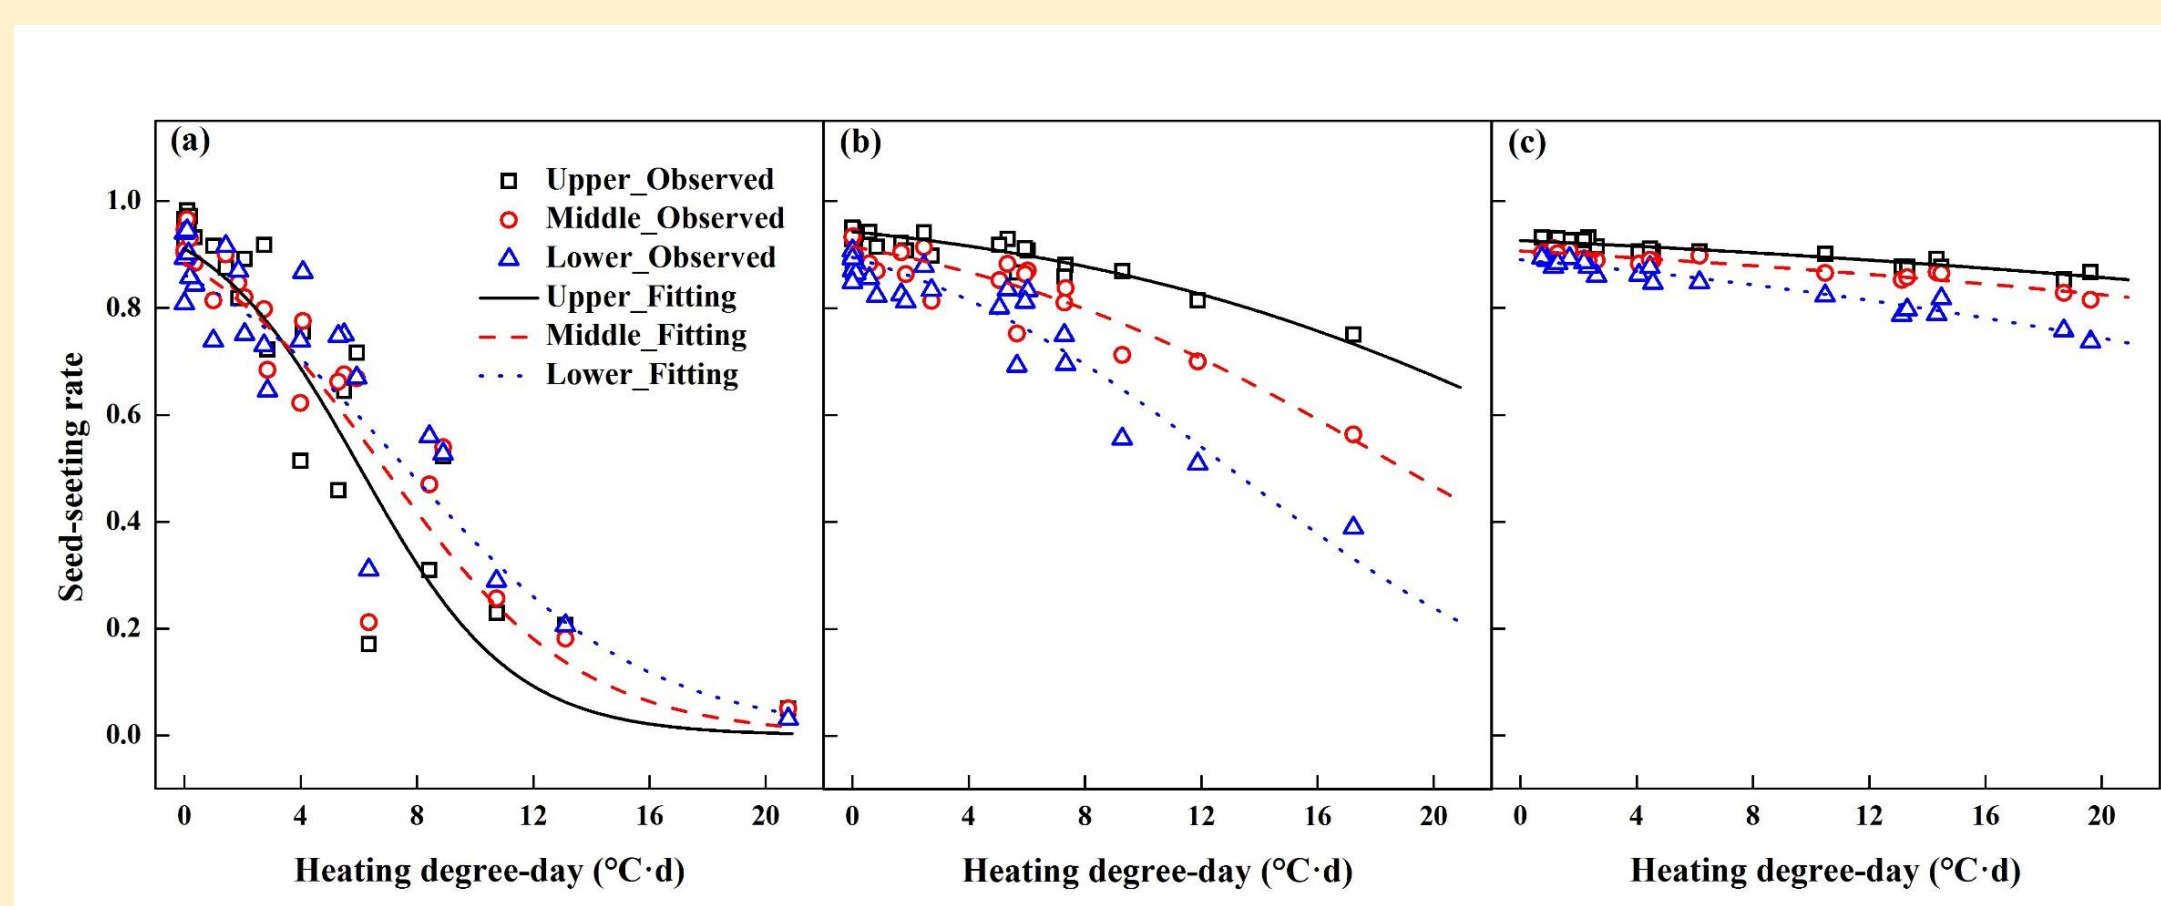 (a)
(b)
(c)
Upper_Observed
Middle_Observed
Lower_Observed
Upper_Fitting
Middle_Fitting
Lower_Fitting
1.0
0.8
0.6
0.4
0.2
0.0
Seed-seeting rate
0 4 8 12 16 20
0 4 8 12 16 20
0 4 8 12 16 20
Heating degree-day (°C·d)
Heating degree-day (°C·d)
Heating degree-day (°C·d)